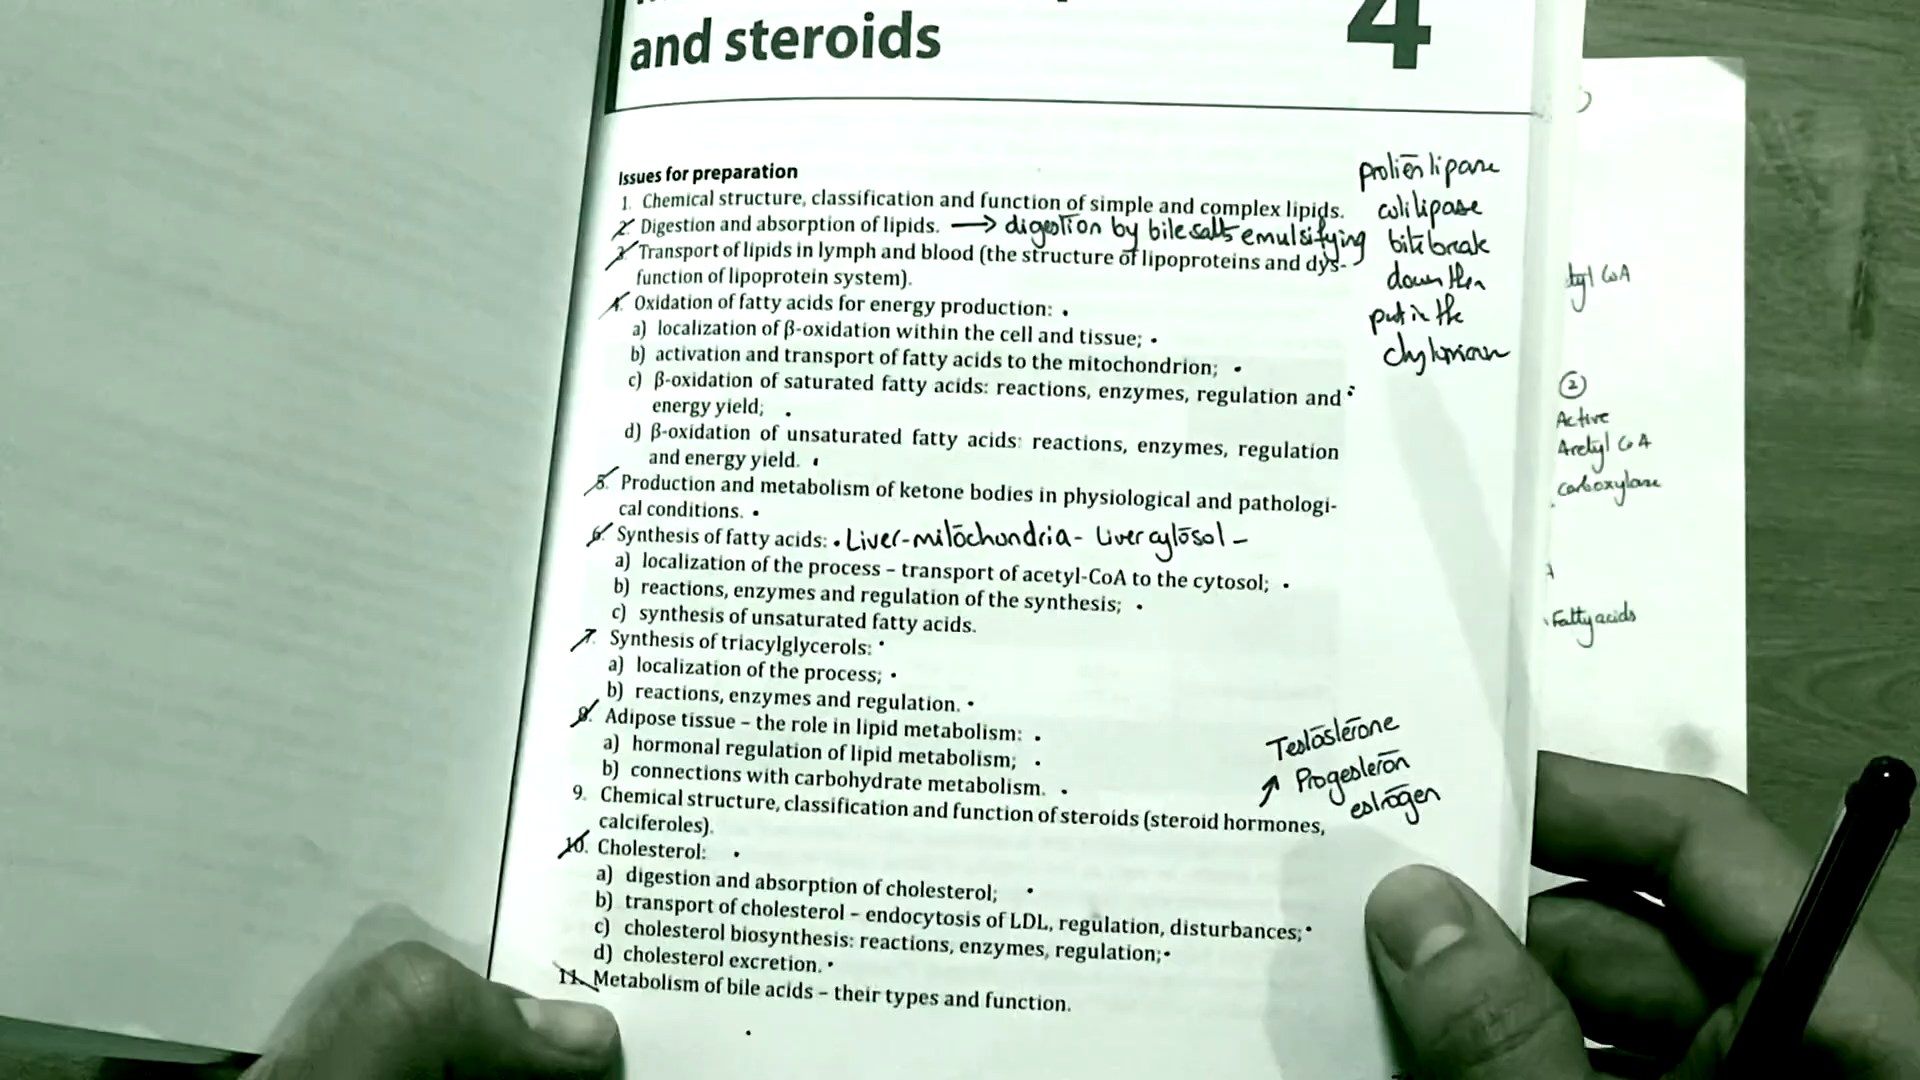 and steroids
4
Issues for preparation
1. Chemical structure, classification and function of simple and complex lipids.
2. Digestion and absorption of lipids. → digestion by bile salts emulsifying
3. Transport of lipids in lymph and blood (the structure of lipoproteins and dys-
function of lipoprotein system).
4. Oxidation of fatty acids for energy production:
a) localization of β-oxidation within the cell and tissue;
b) activation and transport of fatty acids to the mitochondrion;
c) β-oxidation of saturated fatty acids: reactions, enzymes, regulation and
energy yield;
d) β-oxidation of unsaturated fatty acids: reactions, enzymes, regulation
and energy yield.
5. Production and metabolism of ketone bodies in physiological and pathologi-
cal conditions.
6. Synthesis of fatty acids: Liver-mitochondria- Liver cytosol -
a) localization of the process – transport of acetyl-CoA to the cytosol;
b) reactions, enzymes and regulation of the synthesis;
c) synthesis of unsaturated fatty acids.
7. Synthesis of triacylglycerols:
a) localization of the process;
b) reactions, enzymes and regulation.
8. Adipose tissue – the role in lipid metabolism:
a) hormonal regulation of lipid metabolism;
b) connections with carbohydrate metabolism.
9. Chemical structure, classification and function of steroids (steroid hormones,
calciferoles).
10. Cholesterol:
a) digestion and absorption of cholesterol;
b) transport of cholesterol – endocytosis of LDL, regulation, disturbances;
c) cholesterol biosynthesis: reactions, enzymes, regulation;
d) cholesterol excretion.
11. Metabolism of bile acids – their types and function.
lipase
colilipase
break
down then
put in the
Testosterone
↗ Progesteron
estrogen
CoA
②
Active
Acetyl CoA
carboxylase
Fatty acids